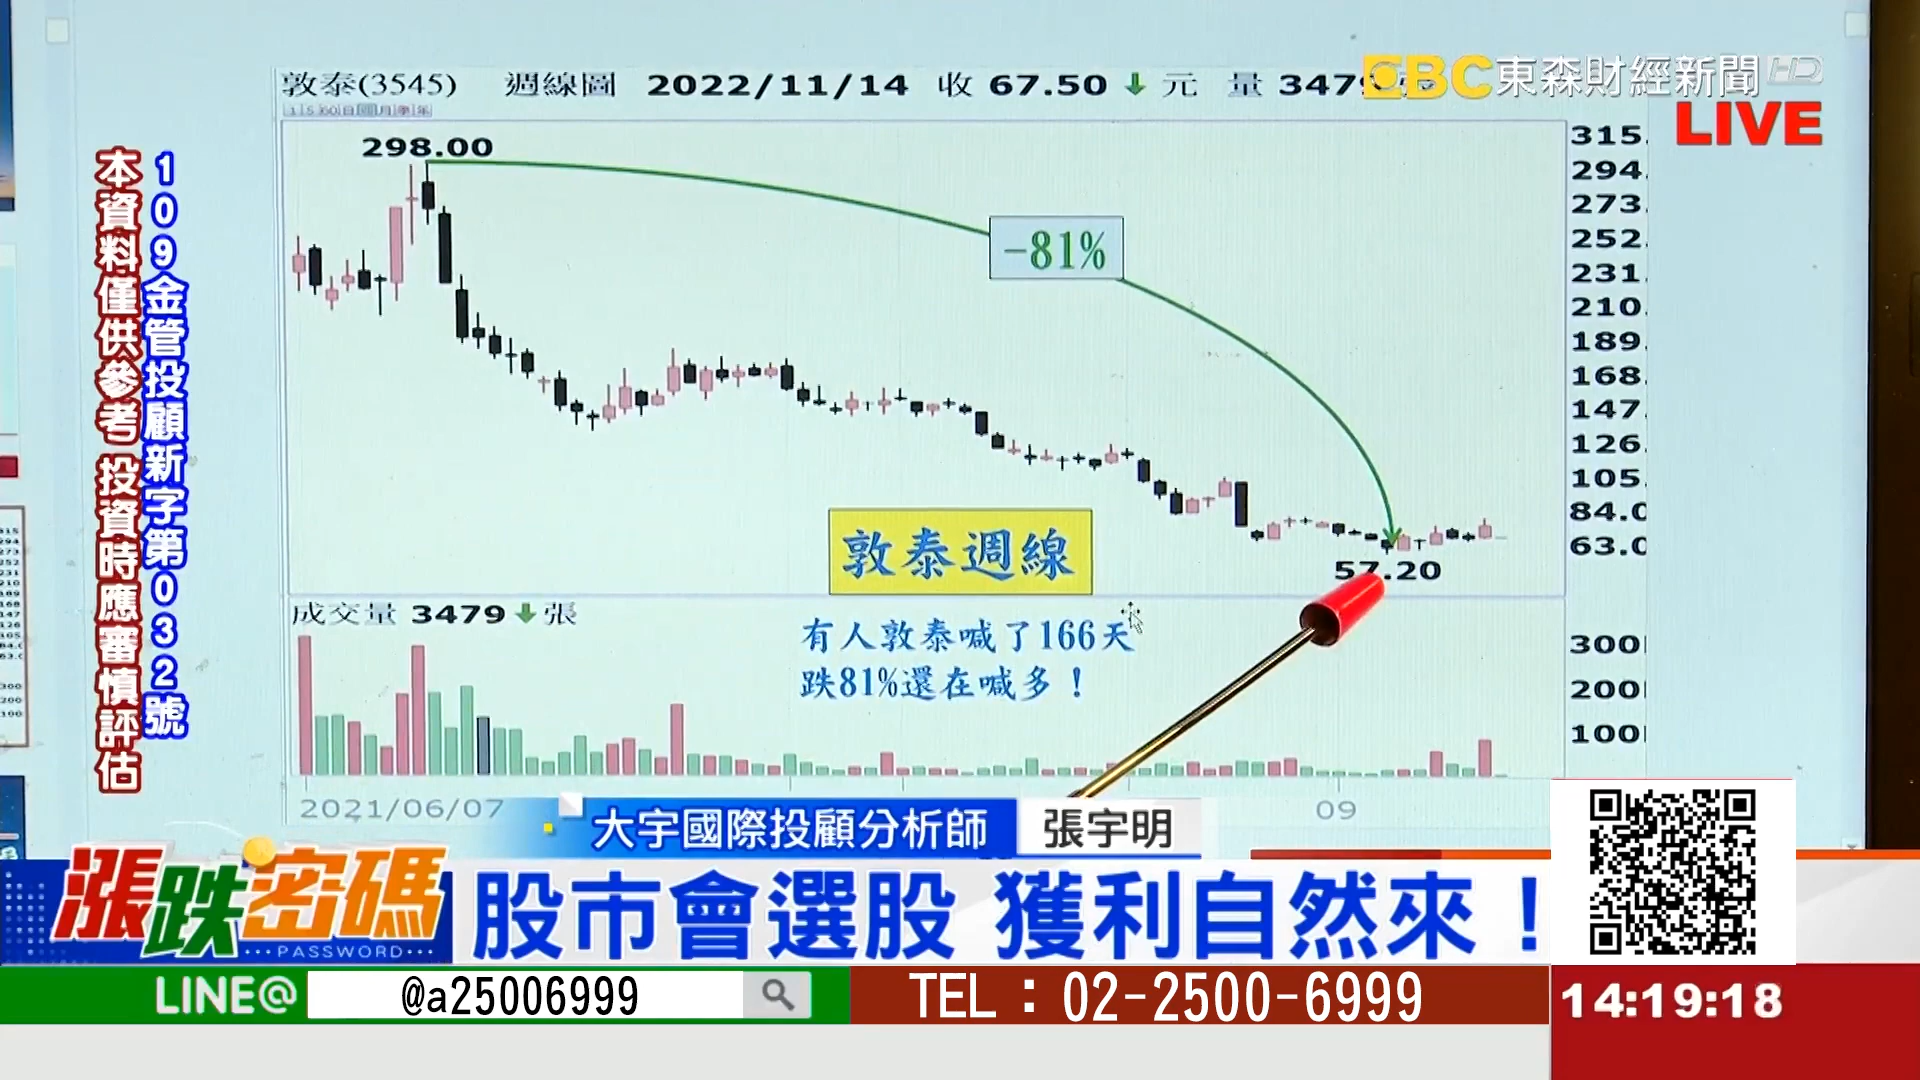 敦泰(3545) 週線圖 2022/11/14 收 67.50 ↓ 元 量 3479
EBC東森財經新聞HD
LIVE
298.00
-81%
57.20
敦泰週線
315.
294.
273.
252.
231.
210.
189.
168.
147.
126.
105.
84.0
63.0
成交量 3479 ↓ 張
有人敦泰喊了166天
跌81%還在喊多！
300
200
100
2021/06/07
09
109金管投顧新字第032號
本資料僅供參考 投資時應審慎評估
大宇國際投顧分析師 張宇明
漲跌密碼
PASSWORD
股市會選股 獲利自然來！
LINE@ @a25006999
TEL：02-2500-6999
14:19:18